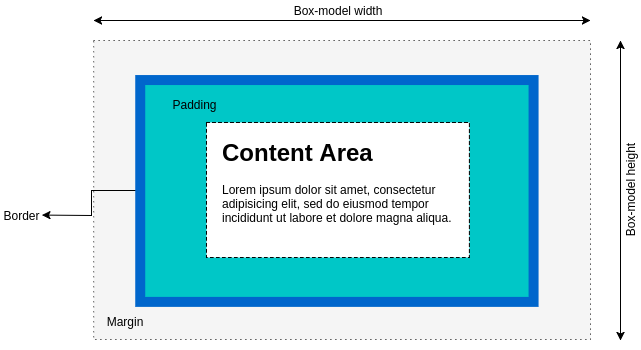 Box-model width
Padding
Content Area
Lorem ipsum dolor sit amet, consectetur
adipisicing elit, sed do eiusmod tempor
incididunt ut labore et dolore magna aliqua.
Box-model height
Border
Margin